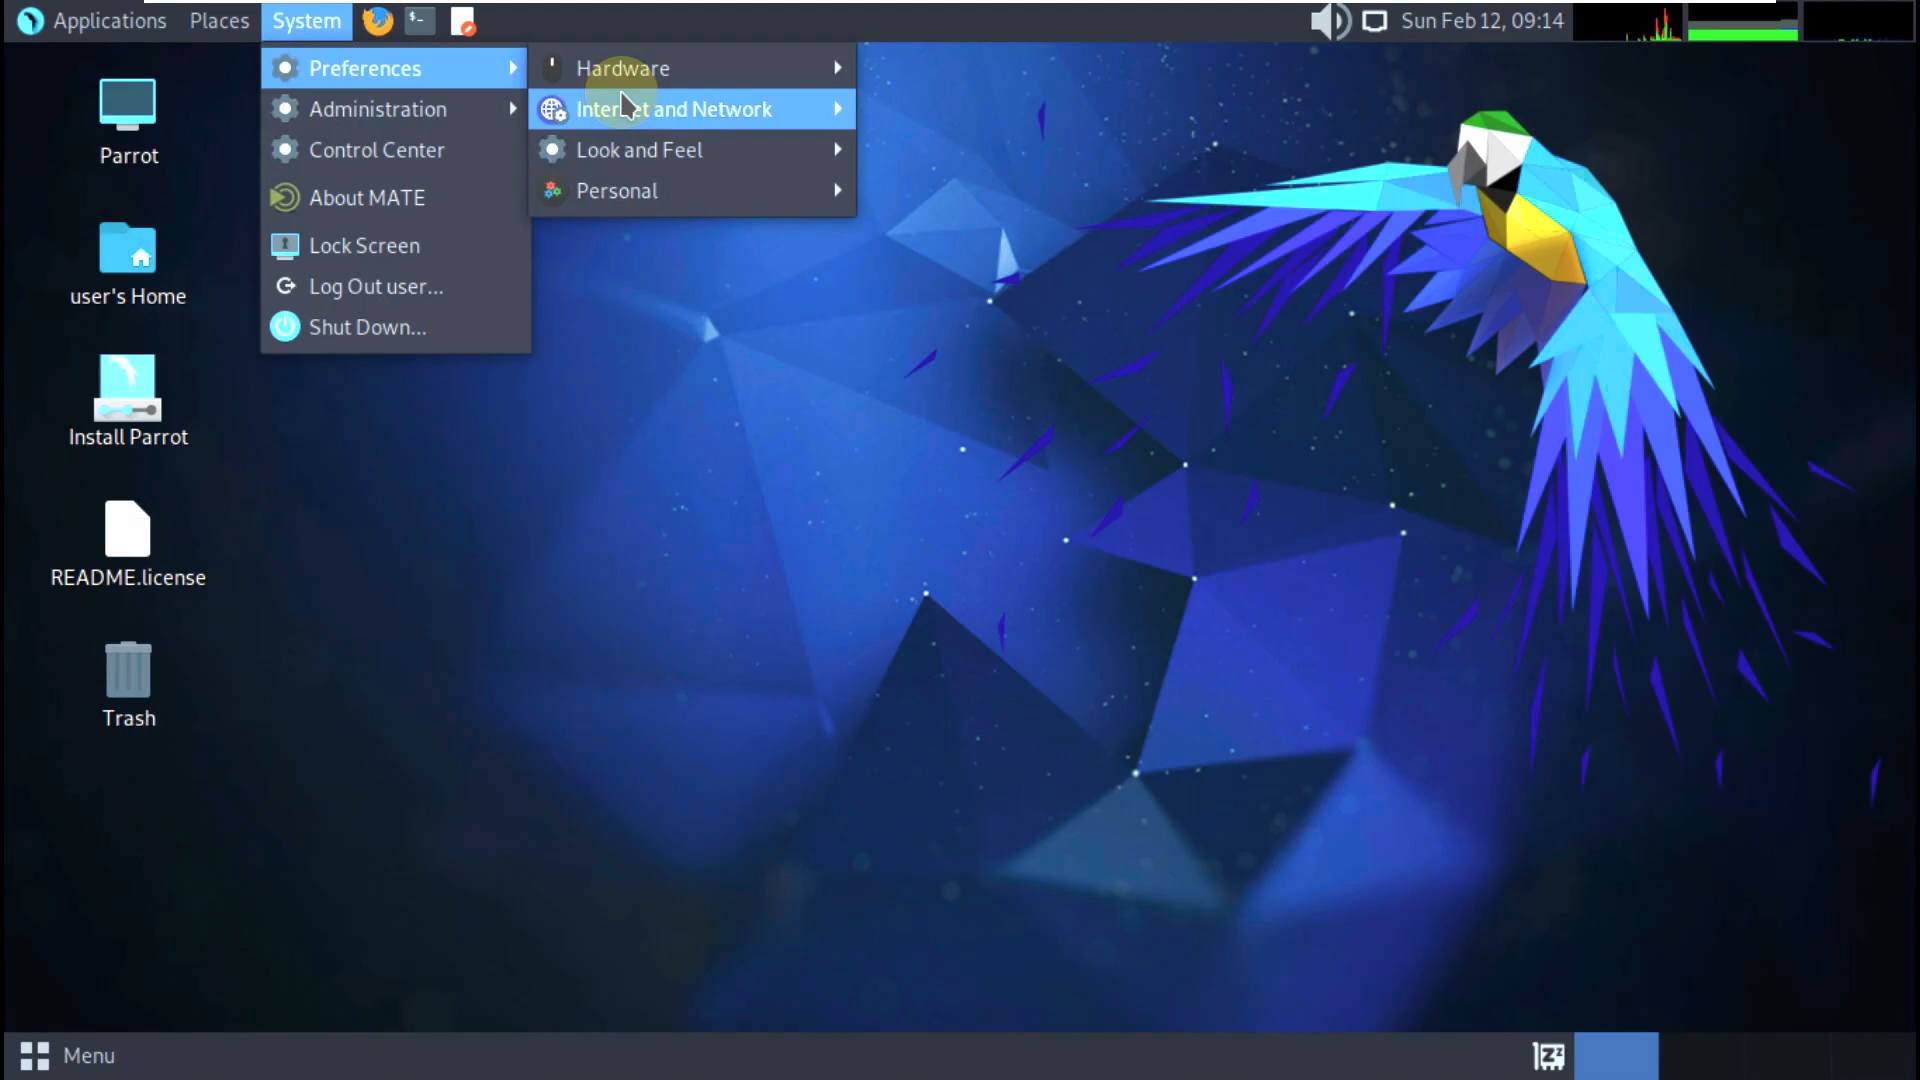 Applications Places System Sun Feb 12, 09:14
Preferences
Administration
Control Center
About MATE
Lock Screen
Log Out user...
Shut Down...
Hardware
Internet and Network
Look and Feel
Personal
Parrot
user's Home
Install Parrot
README.license
Trash
Menu